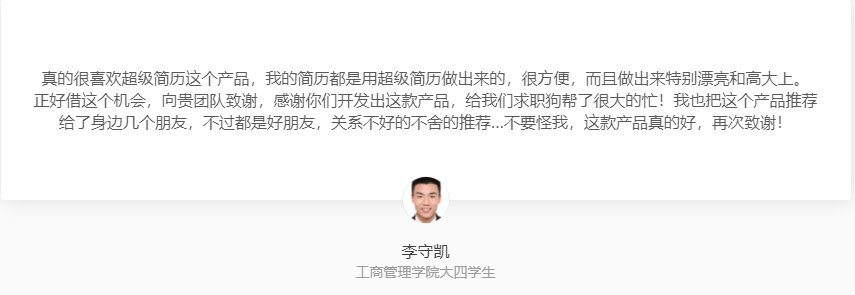 真的很喜欢超级简历这个产品，我的简历都是用超级简历做出来的，很方便，而且做出来特别漂亮和高大上。
正好借这个机会，向贵团队致谢，感谢你们开发出这款产品，给我们求职狗帮了很大的忙！我也把这个产品推荐
给了身边几个朋友，不过都是好朋友，关系不好的不舍的推荐...不要怪我，这款产品真的好，再次致谢！
李守凯
工商管理学院大四学生